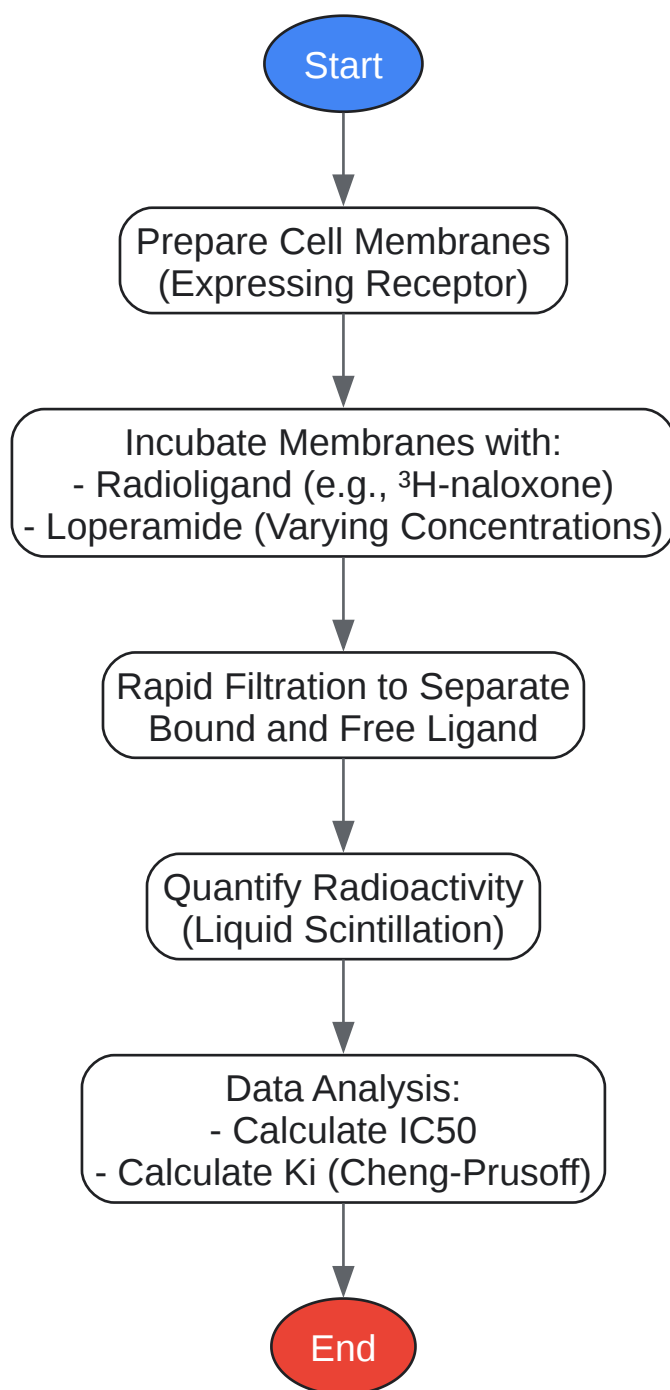 Start
Prepare Cell Membranes
(Expressing Receptor)
Incubate Membranes with:
- Radioligand (e.g., ³H-naloxone)
- Loperamide (Varying Concentrations)
Rapid Filtration to Separate
Bound and Free Ligand
Quantify Radioactivity
(Liquid Scintillation)
Data Analysis:
- Calculate IC50
- Calculate Ki (Cheng-Prusoff)
End